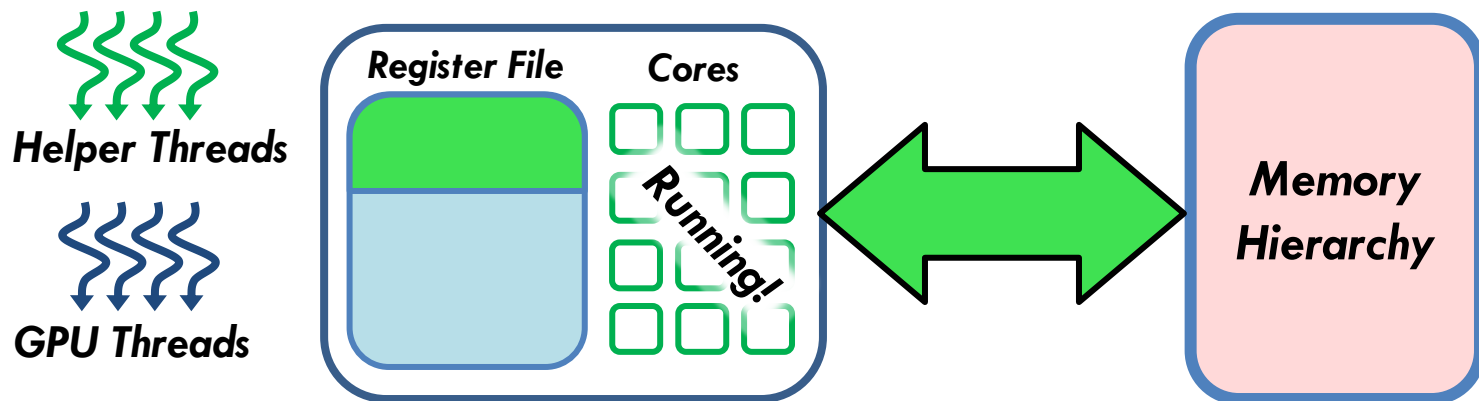 Helper Threads
GPU Threads
Register File
Cores
Running!
Memory
Hierarchy